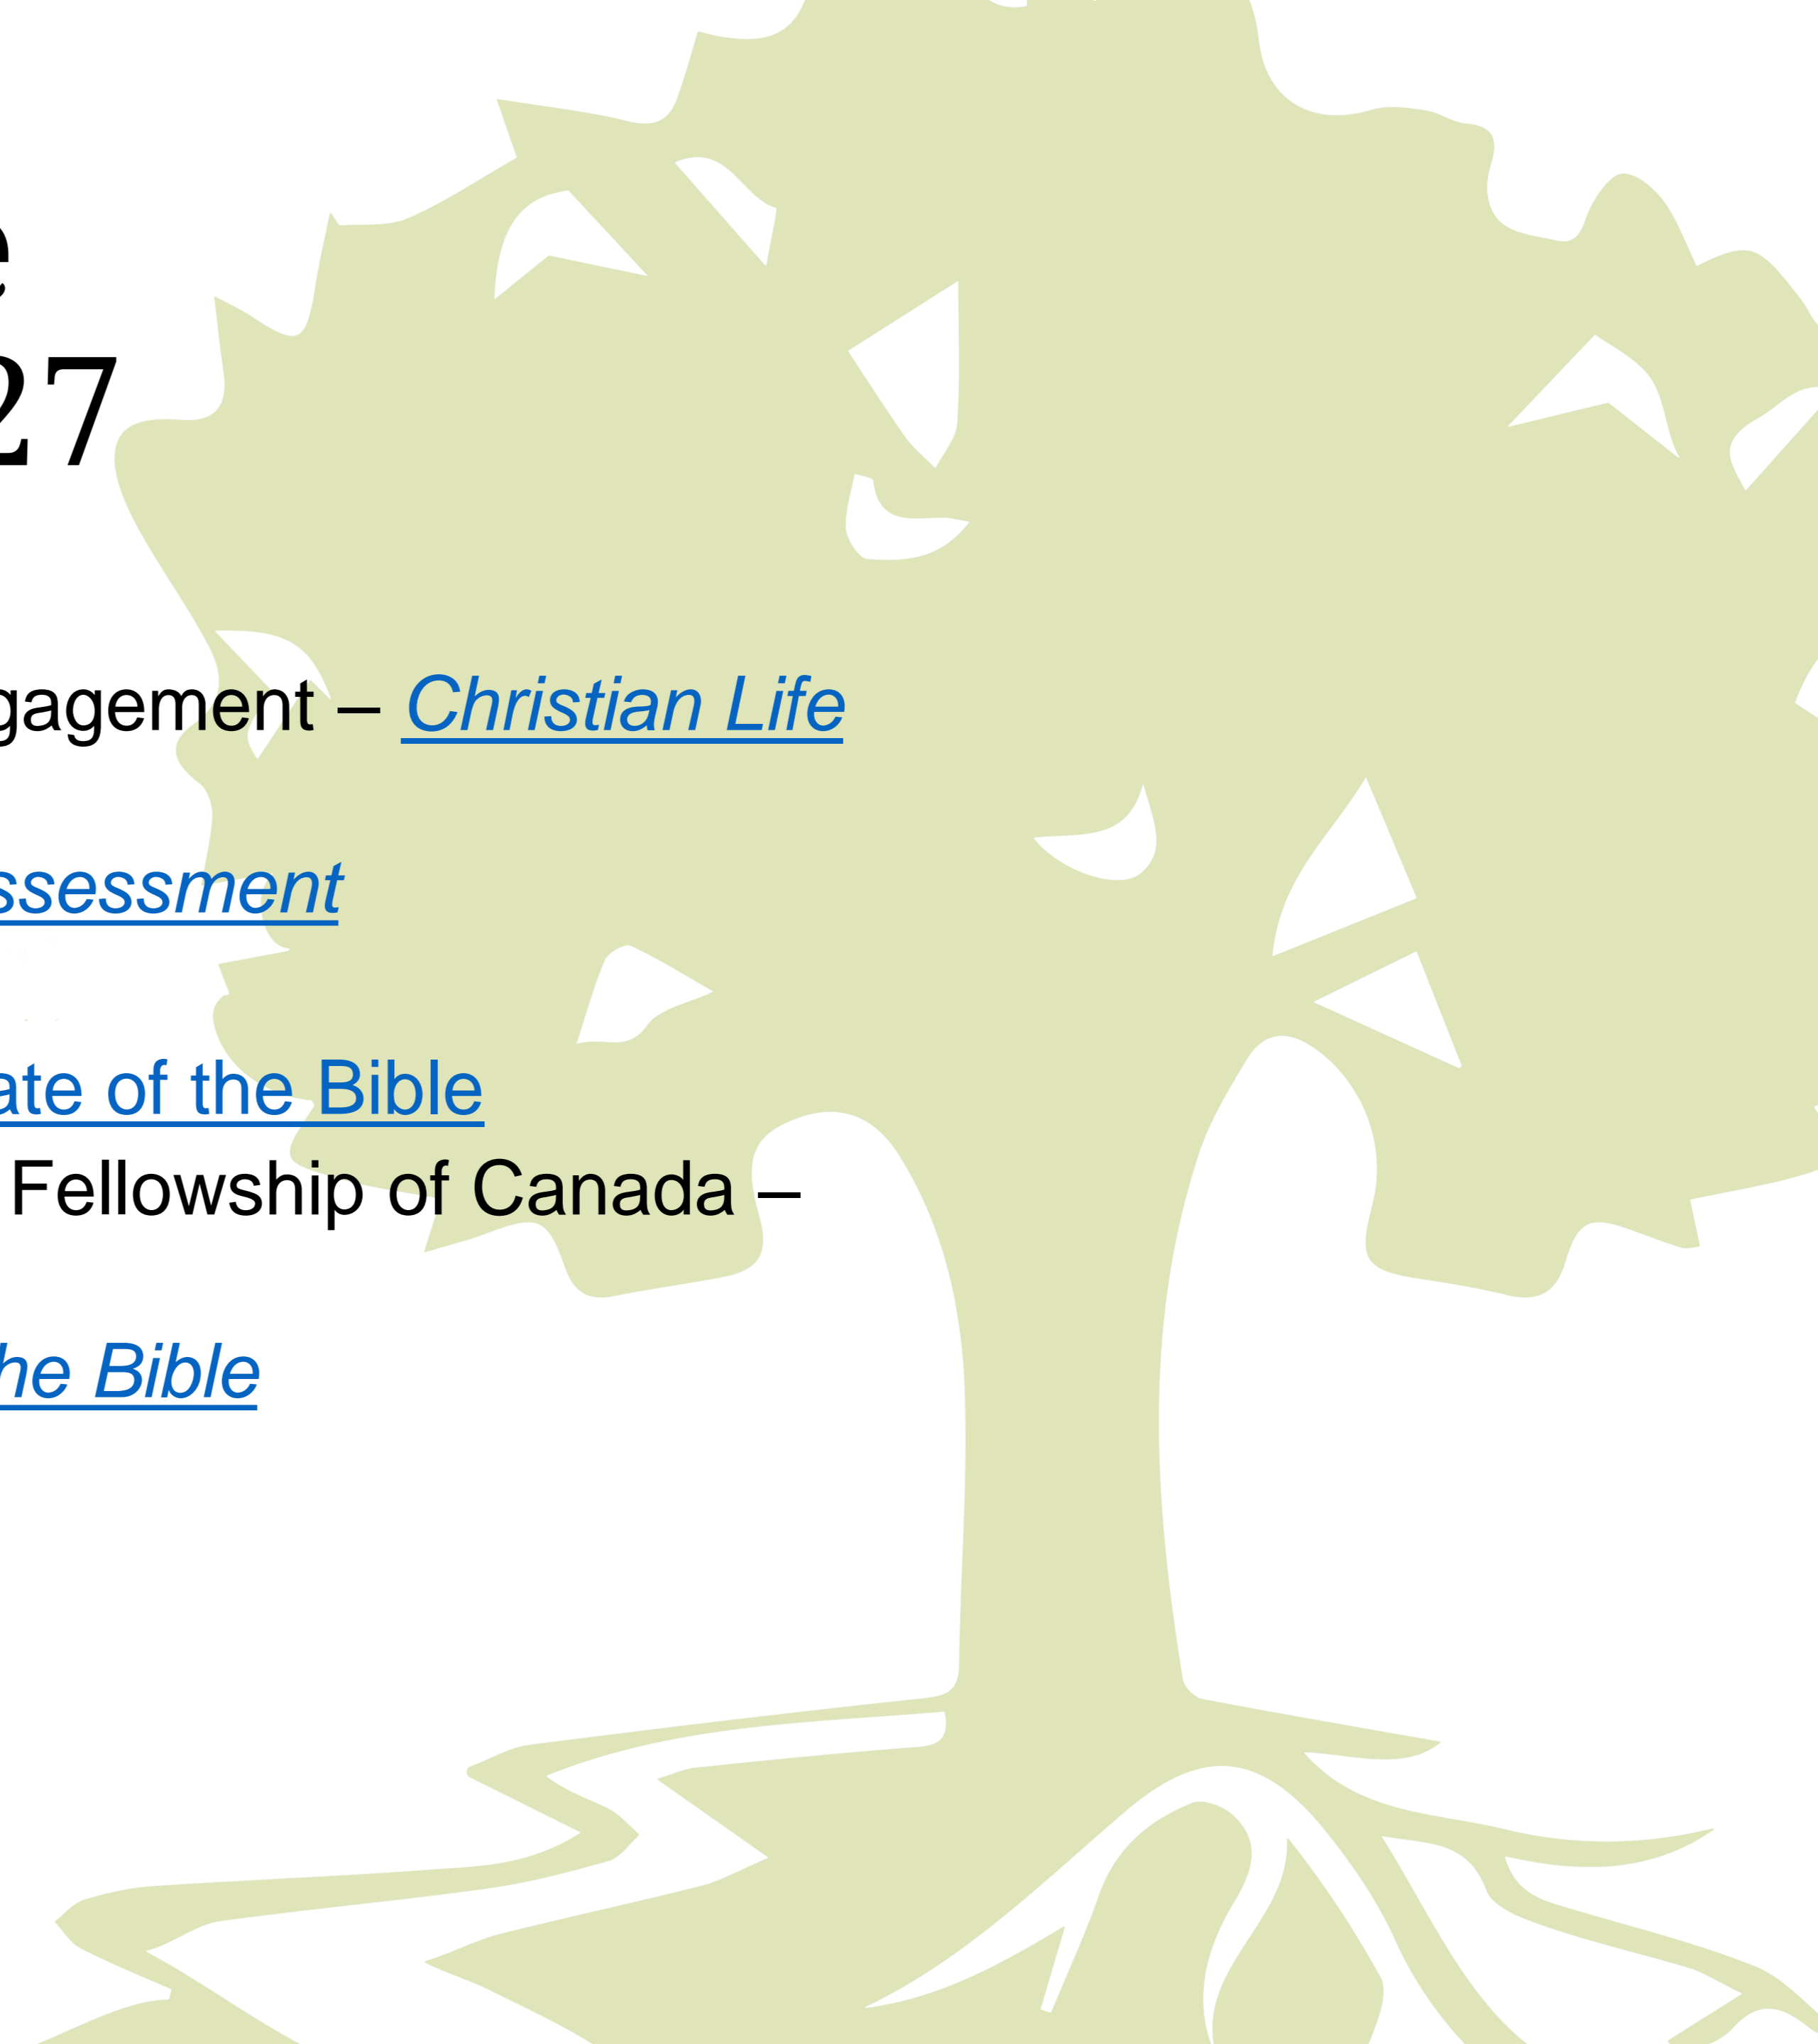 e
27
gagement – Christian Life
ssessment
ate of the Bible
Fellowship of Canada –
he Bible